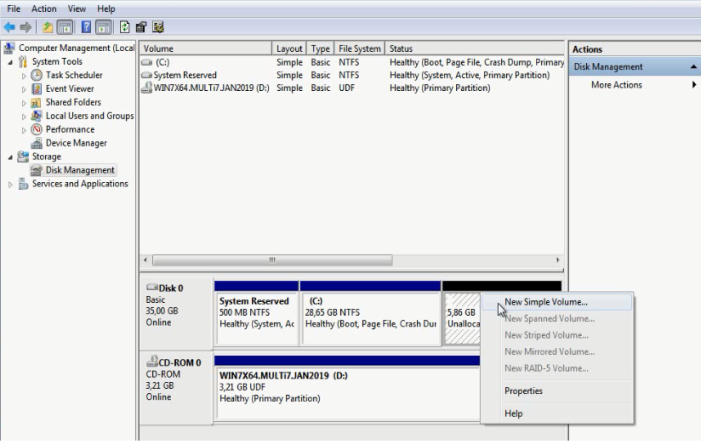 File Action View Help
Computer Management (Local
System Tools
Task Scheduler
Event Viewer
Shared Folders
Local Users and Groups
Performance
Device Manager
Storage
Disk Management
Services and Applications
Volume Layout Type File System Status
(C:) Simple Basic NTFS Healthy (Boot, Page File, Crash Dump, Primary
System Reserved Simple Basic NTFS Healthy (System, Active, Primary Partition)
WIN7X64.MULTi7.JAN2019 (D:) Simple Basic UDF Healthy (Primary Partition)
Actions
Disk Management
More Actions
Disk 0
Basic
35,00 GB
Online
System Reserved
500 MB NTFS
Healthy (System, Ac
(C:)
28,65 GB NTFS
Healthy (Boot, Page File, Crash Dur
5,86 GB
Unalloca
CD-ROM 0
CD-ROM
3,21 GB
Online
WIN7X64.MULTi7.JAN2019 (D:)
3,21 GB UDF
Healthy (Primary Partition)
New Simple Volume...
New Spanned Volume...
New Striped Volume...
New Mirrored Volume...
New RAID-5 Volume...
Properties
Help